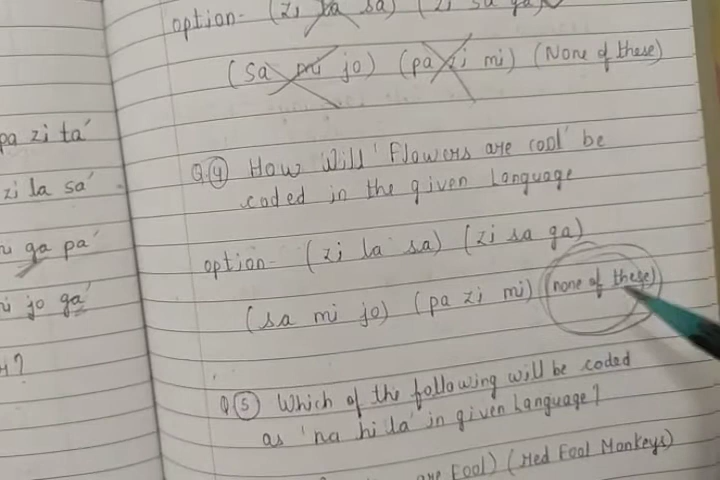 pa zi ta'
zi la sa'
ga pa'
jo ga'
option- (zi la sa) (zi sa ga)
(sa mi jo) (pa zi mi) (None of these)
Q.4 How will 'Flowers are cool' be
coded in the given language
option- (zi la sa) (zi sa ga)
(sa mi jo) (pa zi mi) (none of these)
Q.5 Which of the following will be coded
as 'na hi la' in given language?
are Fool) (Red Fool Monkeys)